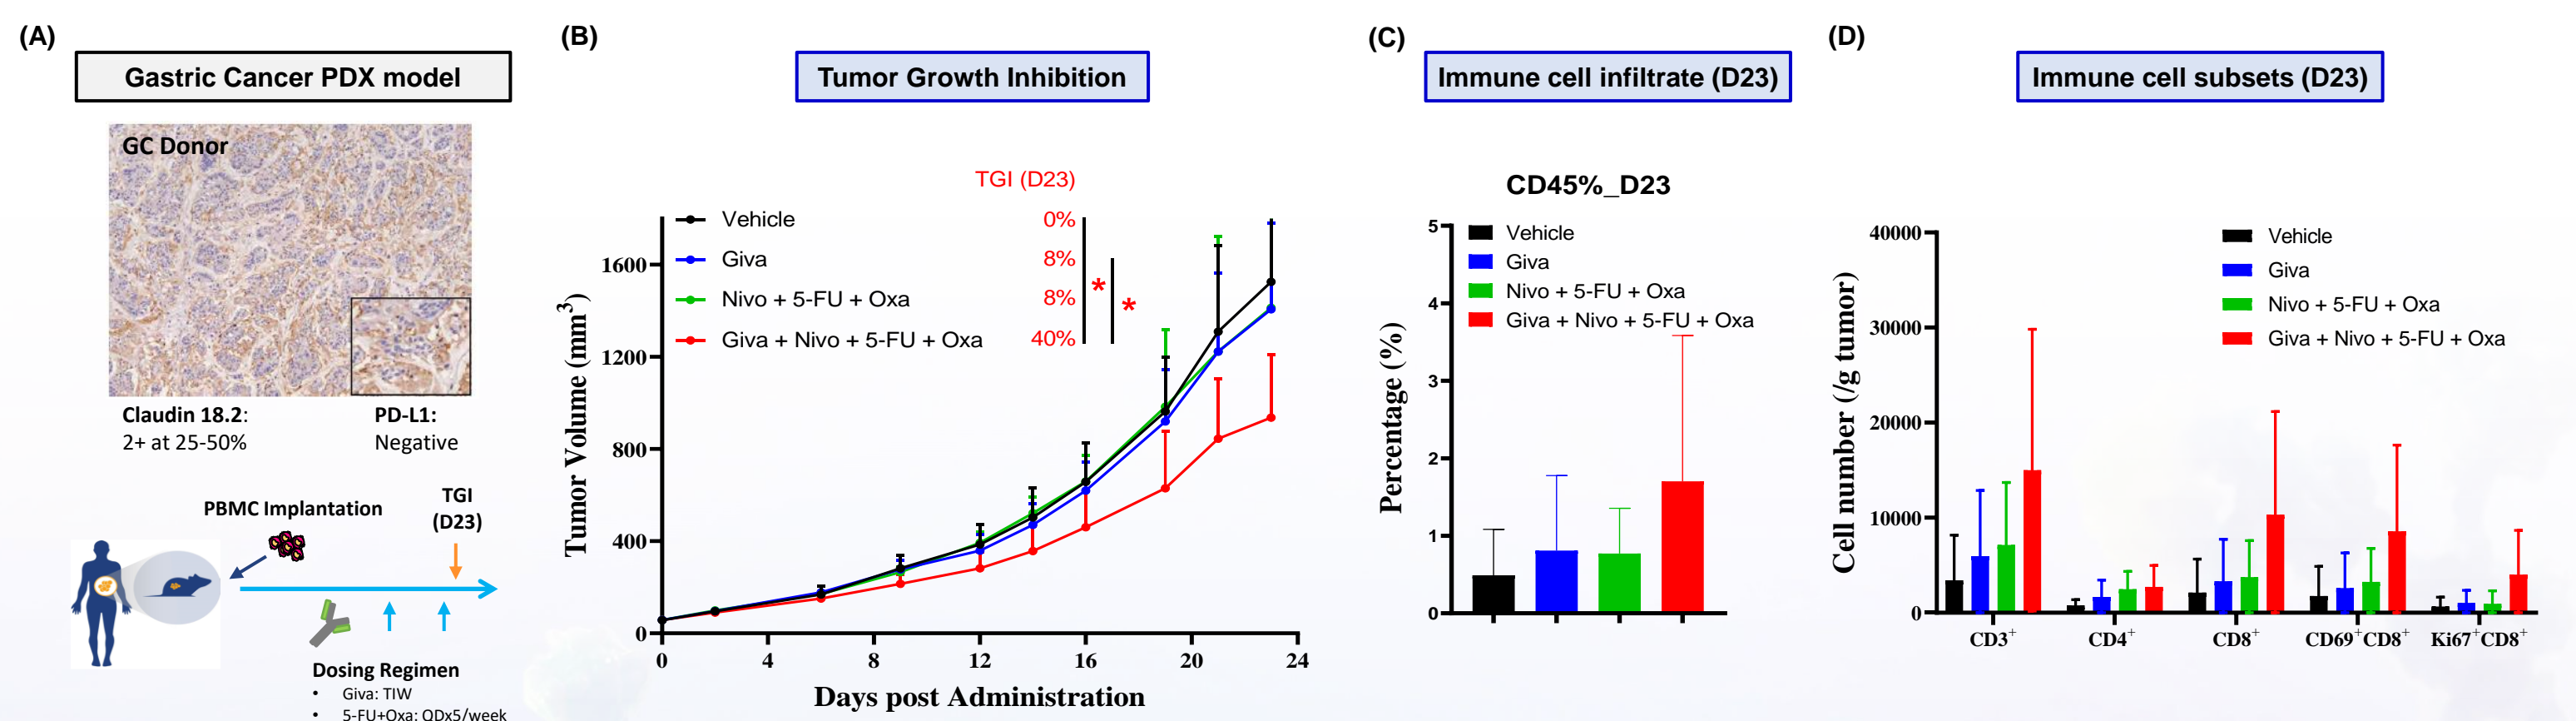 (A)
Gastric Cancer PDX model
GC Donor
Claudin 18.2:
2+ at 25-50%
PD-L1:
Negative
PBMC Implantation
TGI
(D23)
Dosing Regimen
• Giva: TIW
• 5-FU+Oxa: QDx5/week
(B)
Tumor Growth Inhibition
TGI (D23)
Vehicle 0%
Giva 8%
Nivo + 5-FU + Oxa 8%
Giva + Nivo + 5-FU + Oxa 40%
*
*
Tumor Volume (mm³)
1600
1200
800
400
0
0 4 8 12 16 20 24
Days post Administration
(C)
Immune cell infiltrate (D23)
CD45%_D23
Vehicle
Giva
Nivo + 5-FU + Oxa
Giva + Nivo + 5-FU + Oxa
Percentage (%)
5
4
3
2
1
0
(D)
Immune cell subsets (D23)
Vehicle
Giva
Nivo + 5-FU + Oxa
Giva + Nivo + 5-FU + Oxa
Cell number (/g tumor)
40000
30000
20000
10000
0
CD3⁺ CD4⁺ CD8⁺ CD69⁺CD8⁺ Ki67⁺CD8⁺